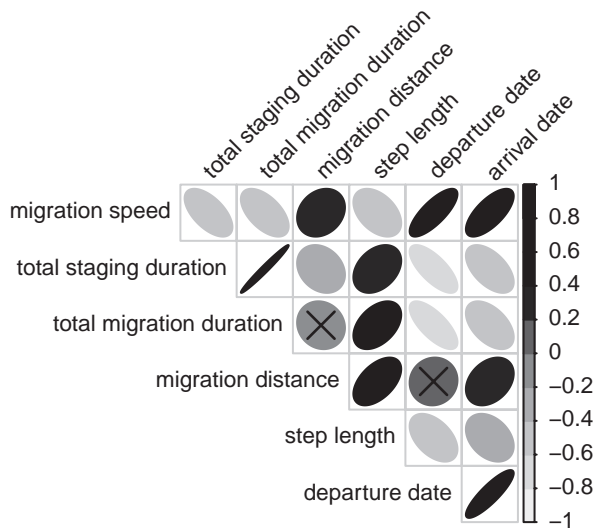 total staging duration
total migration duration
migration distance
step length
departure date
arrival date
migration speed
total staging duration
total migration duration
migration distance
step length
departure date
1
0.8
0.6
0.4
0.2
0
−0.2
−0.4
−0.6
−0.8
−1